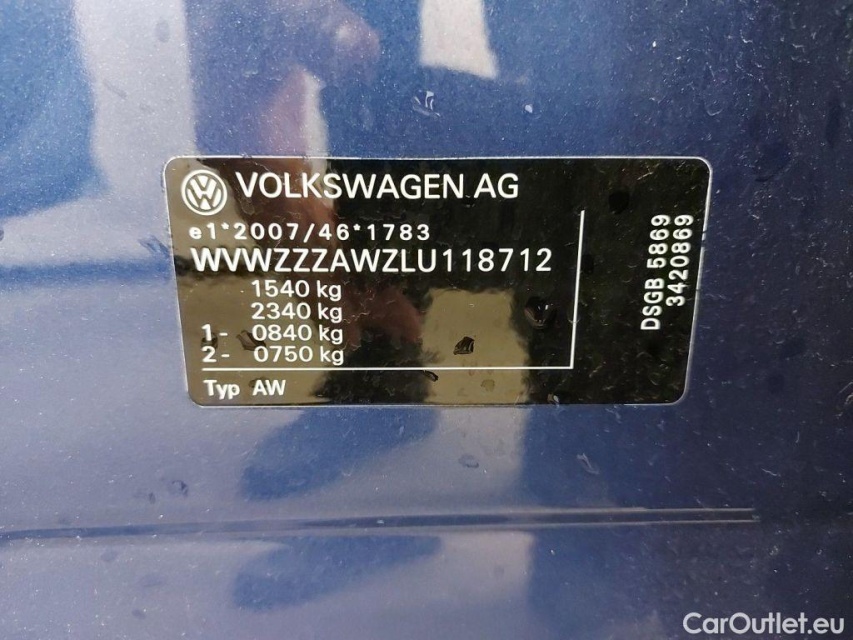 VOLKSWAGEN AG
e1*2007/46*1783
WVWZZZAWZLU118712
1540 kg
2340 kg
1- 0840 kg
2- 0750 kg
Typ AW
DSGB 5869
3420869
CarOutlet.eu